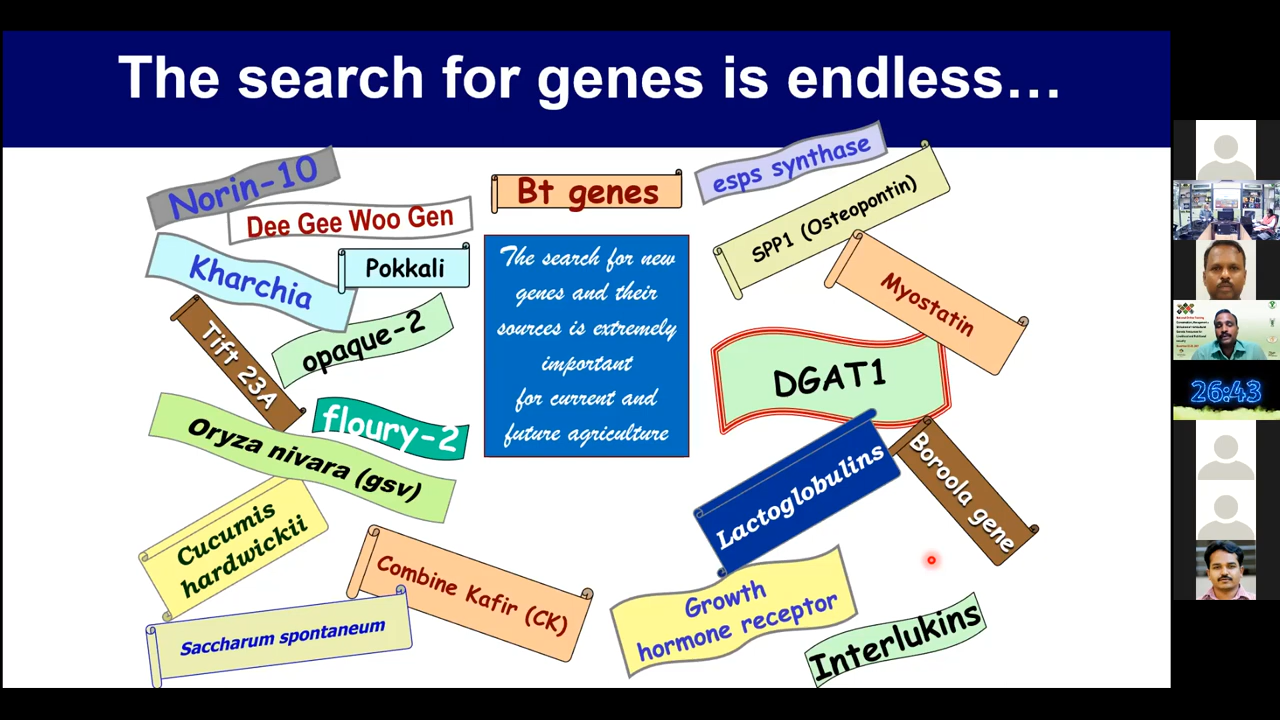 The search for genes is endless…
Norin-10
Dee Gee Woo Gen
Kharchia
Pokkali
Tift 23A
opaque-2
floury-2
Oryza nivara (gsv)
Cucumis
hardwickii
Combine Kafir (CK)
Saccharum spontaneum
Bt genes
The search for new
genes and their
sources is extremely
important
for current and
future agriculture
esps synthase
SPP1 (Osteopontin)
Myostatin
DGAT1
Lactoglobulins
Boroola gene
Growth
hormone receptor
Interlukins
26:43